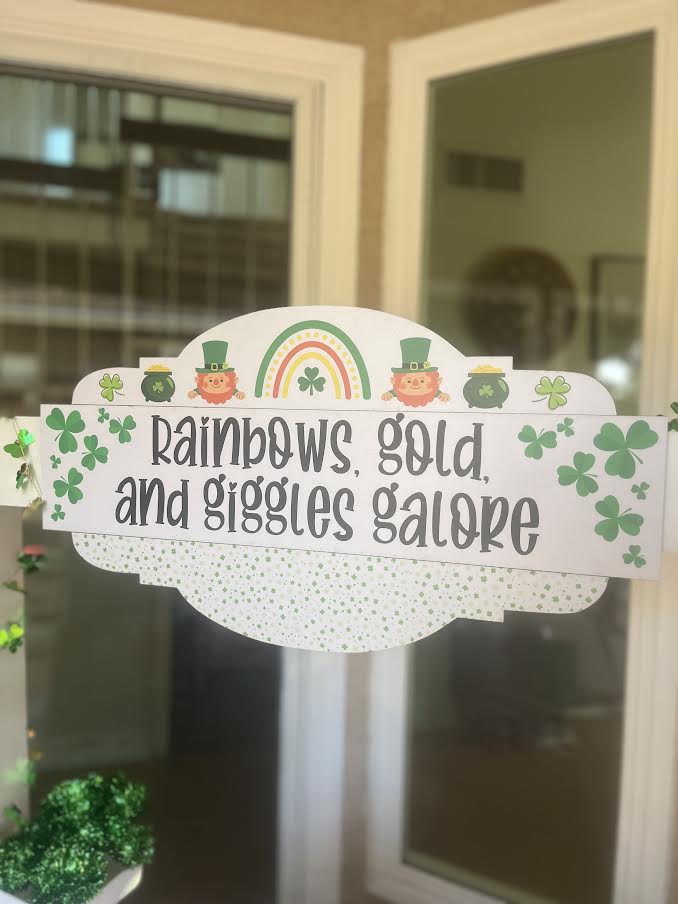 Rainbows, gold,
and giggles galore